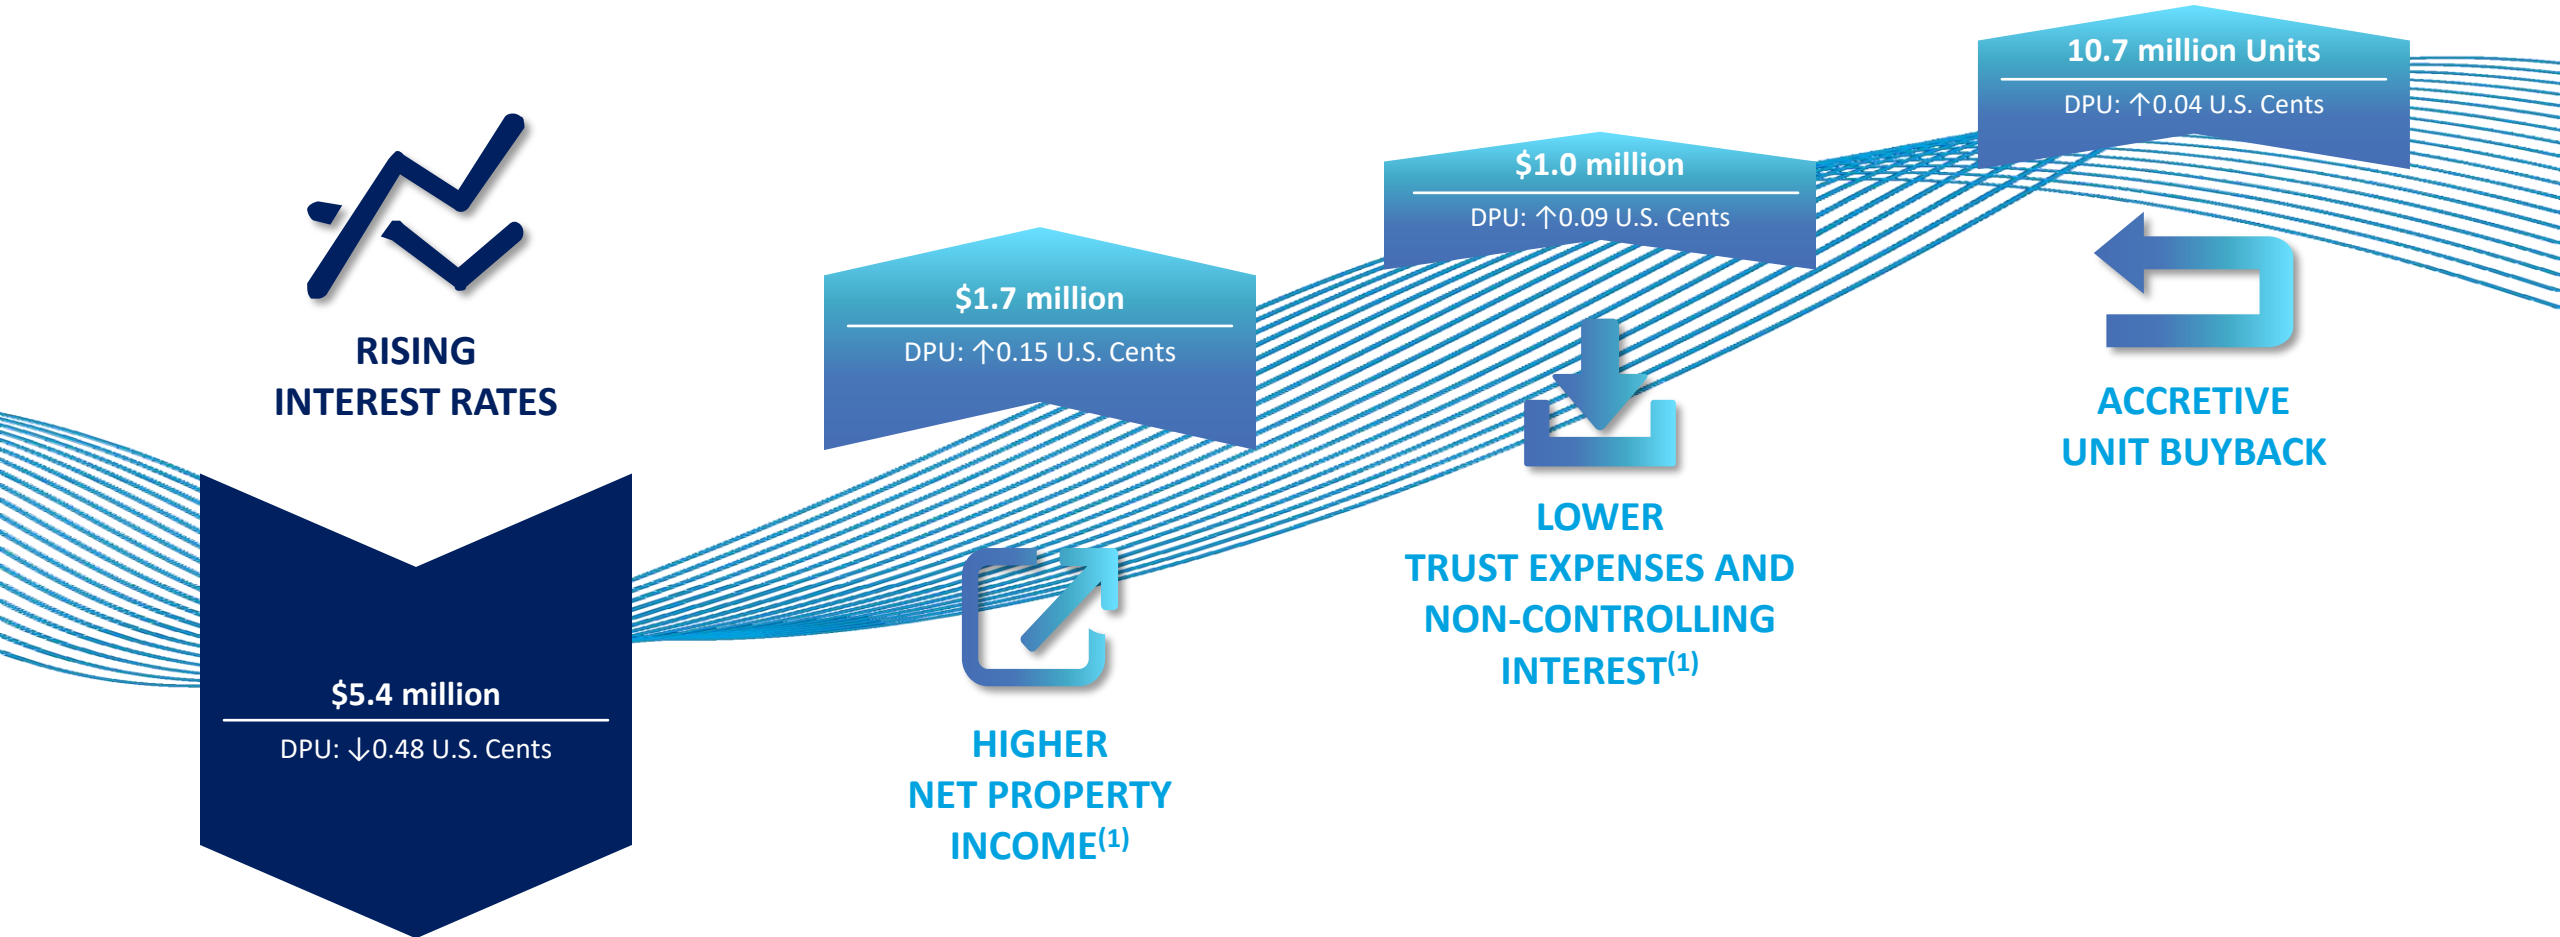 RISING
INTEREST RATES
$5.4 million
DPU: ↓0.48 U.S. Cents
$1.7 million
DPU: ↑0.15 U.S. Cents
HIGHER
NET PROPERTY
INCOME(1)
$1.0 million
DPU: ↑0.09 U.S. Cents
LOWER
TRUST EXPENSES AND
NON-CONTROLLING
INTEREST(1)
10.7 million Units
DPU: ↑0.04 U.S. Cents
ACCRETIVE
UNIT BUYBACK